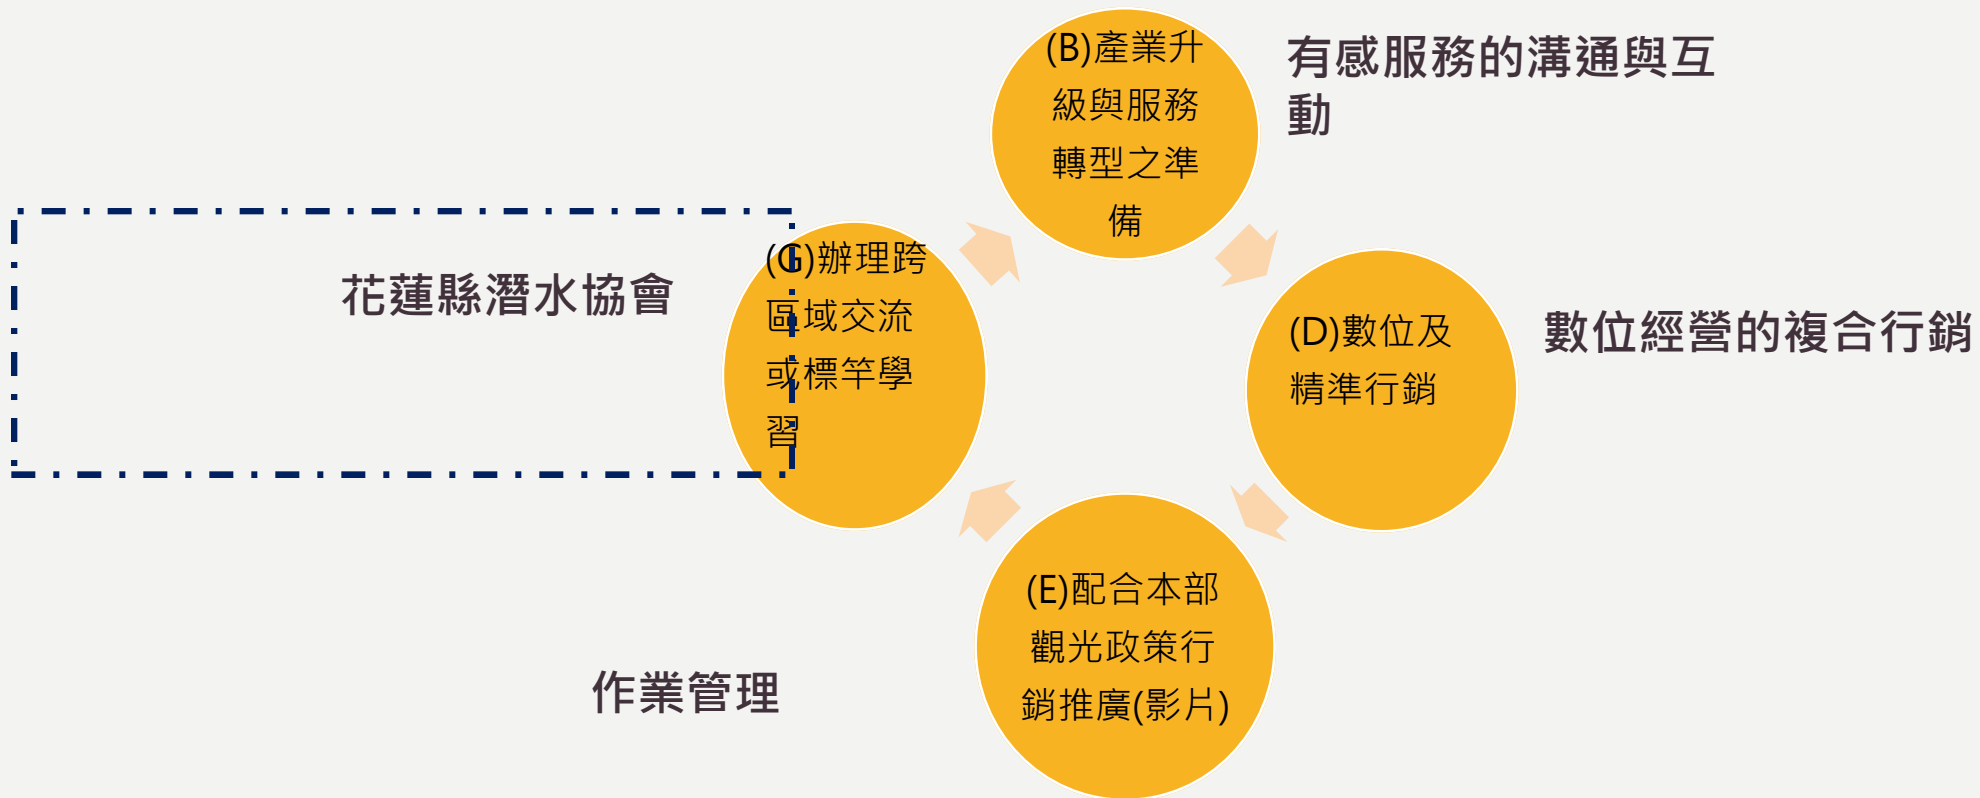 (B)產業升
級與服務
轉型之準
備
有感服務的溝通與互
動
(G)辦理跨
區域交流
或標竿學
習
花蓮縣潛水協會
(D)數位及
精準行銷
數位經營的複合行銷
(E)配合本部
觀光政策行
銷推廣(影片)
作業管理